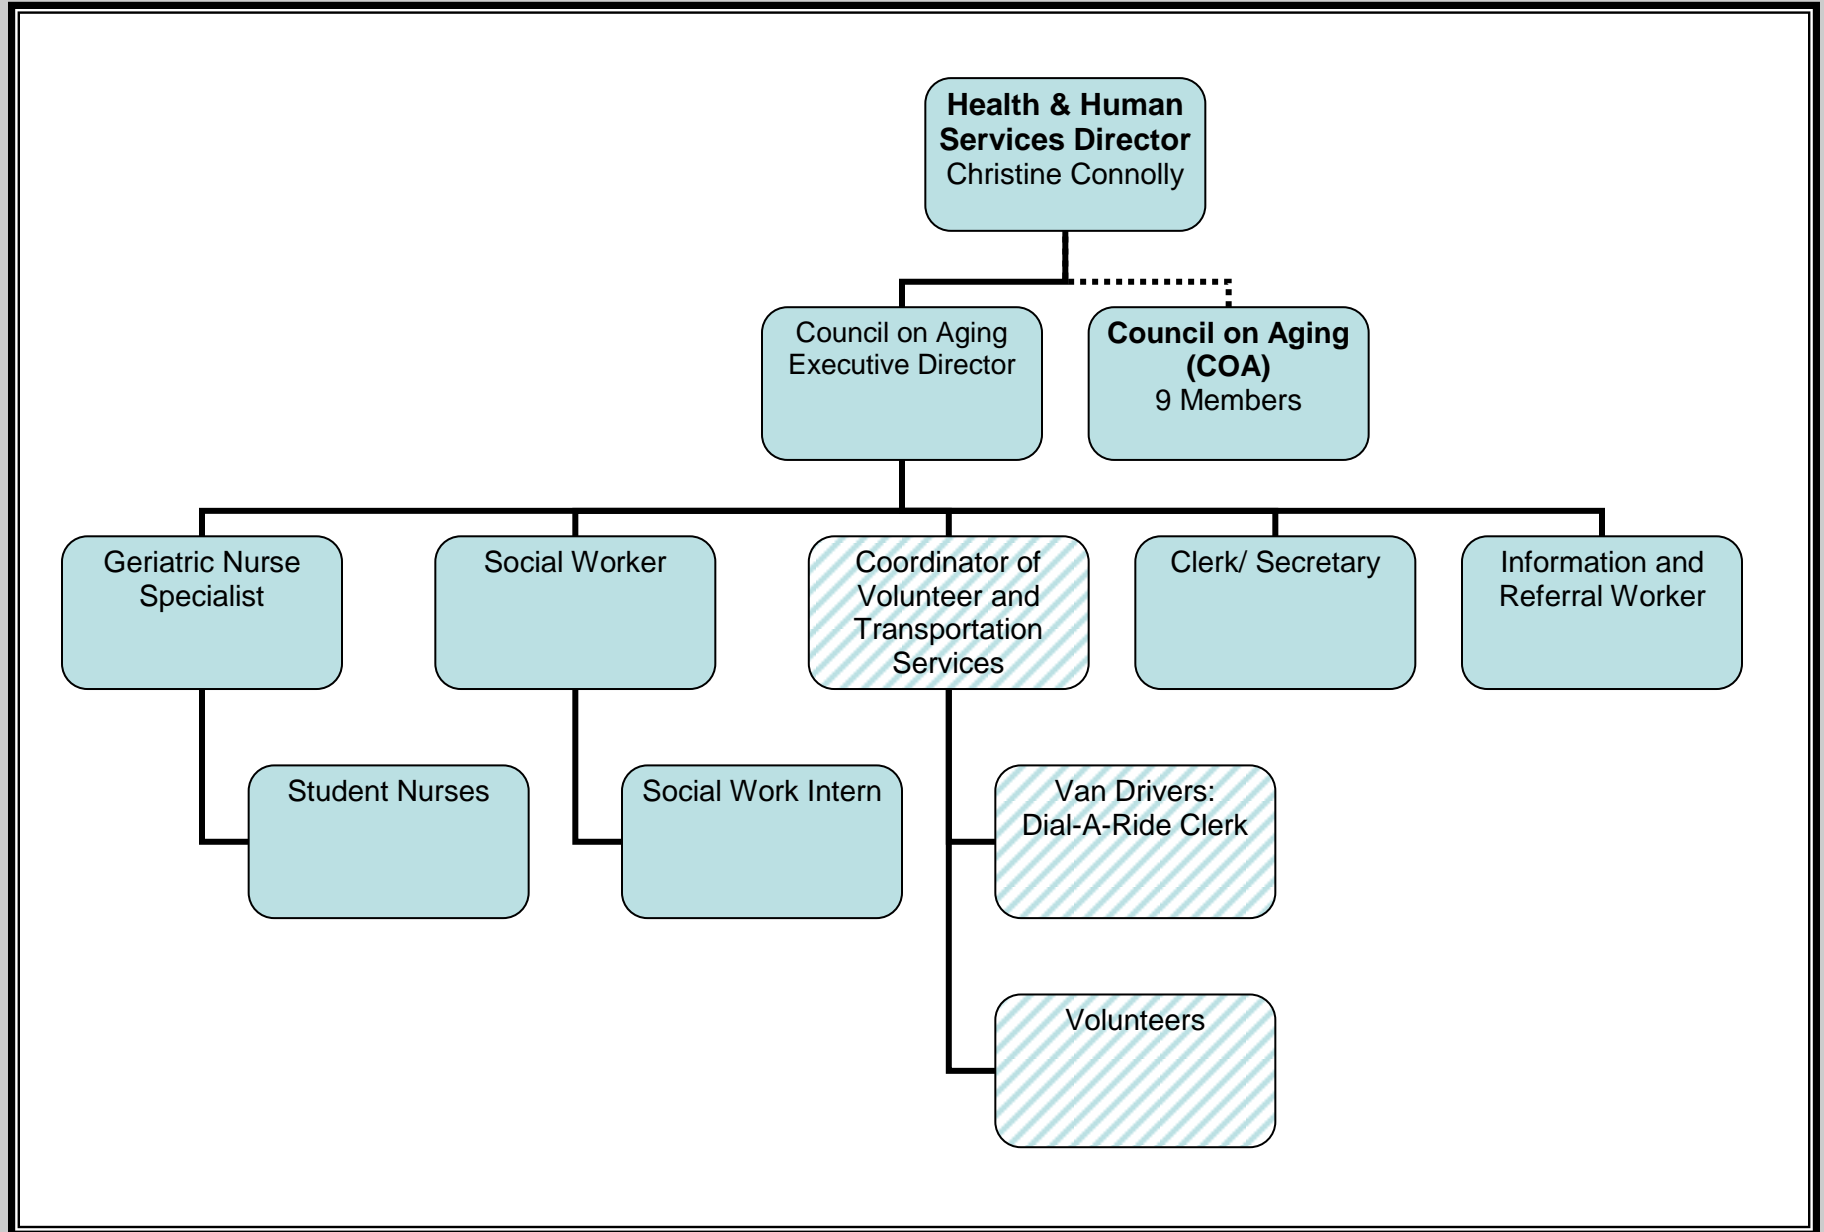 Health & Human
Services Director
Christine Connolly
Council on Aging
Executive Director
Council on Aging
(COA)
9 Members
Geriatric Nurse
Specialist
Social Worker
Coordinator of
Volunteer and
Transportation
Services
Clerk/ Secretary
Information and
Referral Worker
Student Nurses
Social Work Intern
Van Drivers:
Dial-A-Ride Clerk
Volunteers